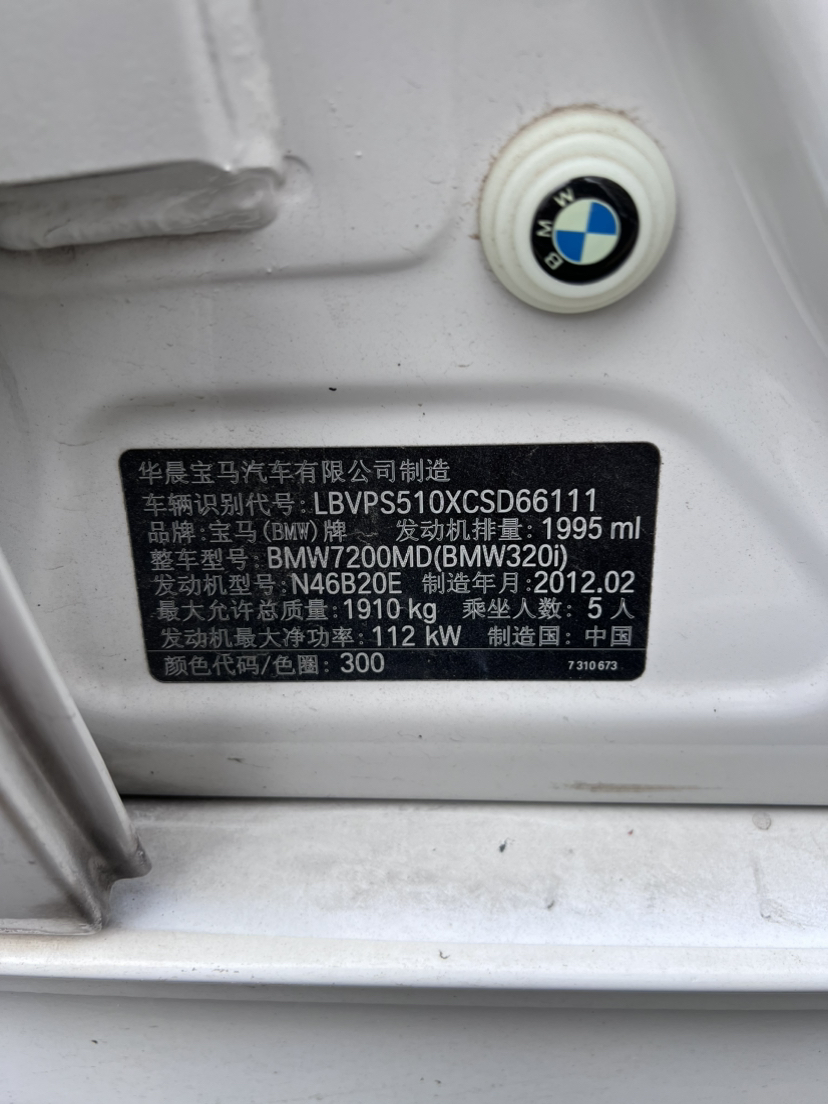 BMW
华晨宝马汽车有限公司制造
车辆识别代号:LBVPS510XCSD66111
品牌:宝马(BMW)牌 发动机排量:1995 ml
整车型号:BMW7200MD(BMW320i)
发动机型号:N46B20E 制造年月:2012.02
最大允许总质量:1910 kg 乘坐人数: 5 人
发动机最大净功率:112 kW 制造国: 中国
颜色代码/色圈: 300 7 310 673